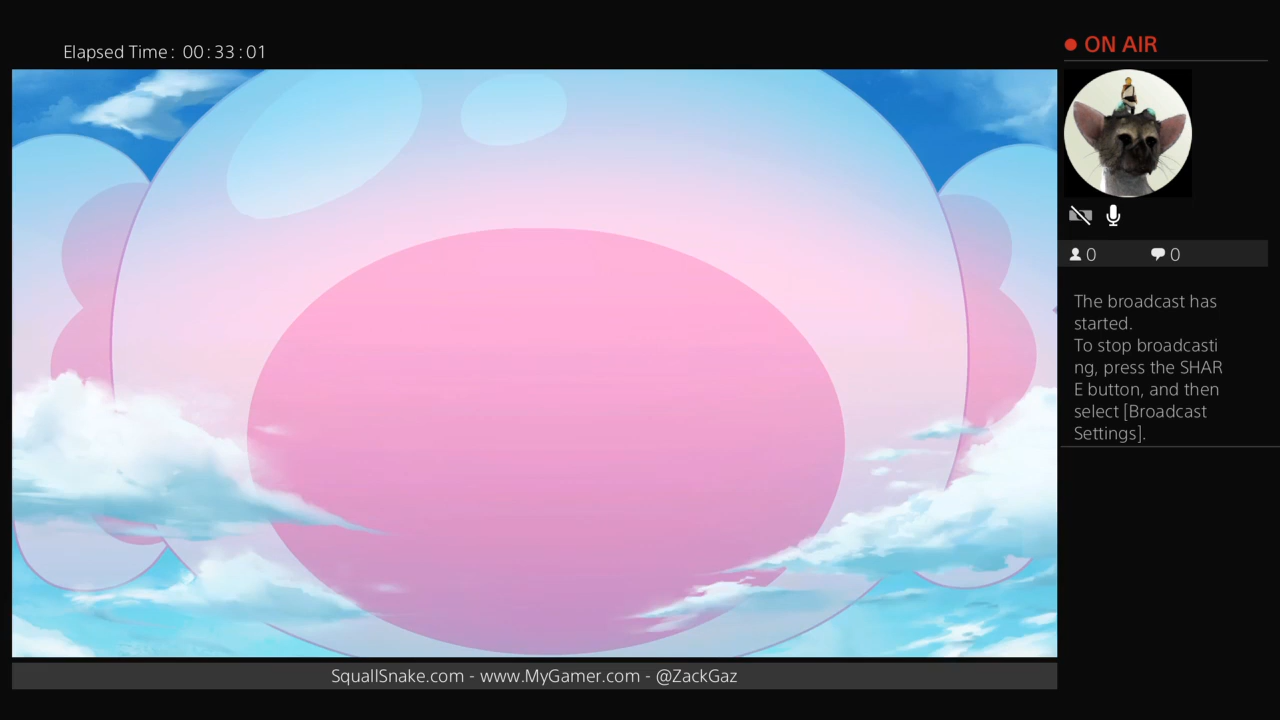 Elapsed Time: 00:33:01
ON AIR
0
0
The broadcast has
started.
To stop broadcasti
ng, press the SHAR
E button, and then
select [Broadcast
Settings].
SquallSnake.com - www.MyGamer.com - @ZackGaz